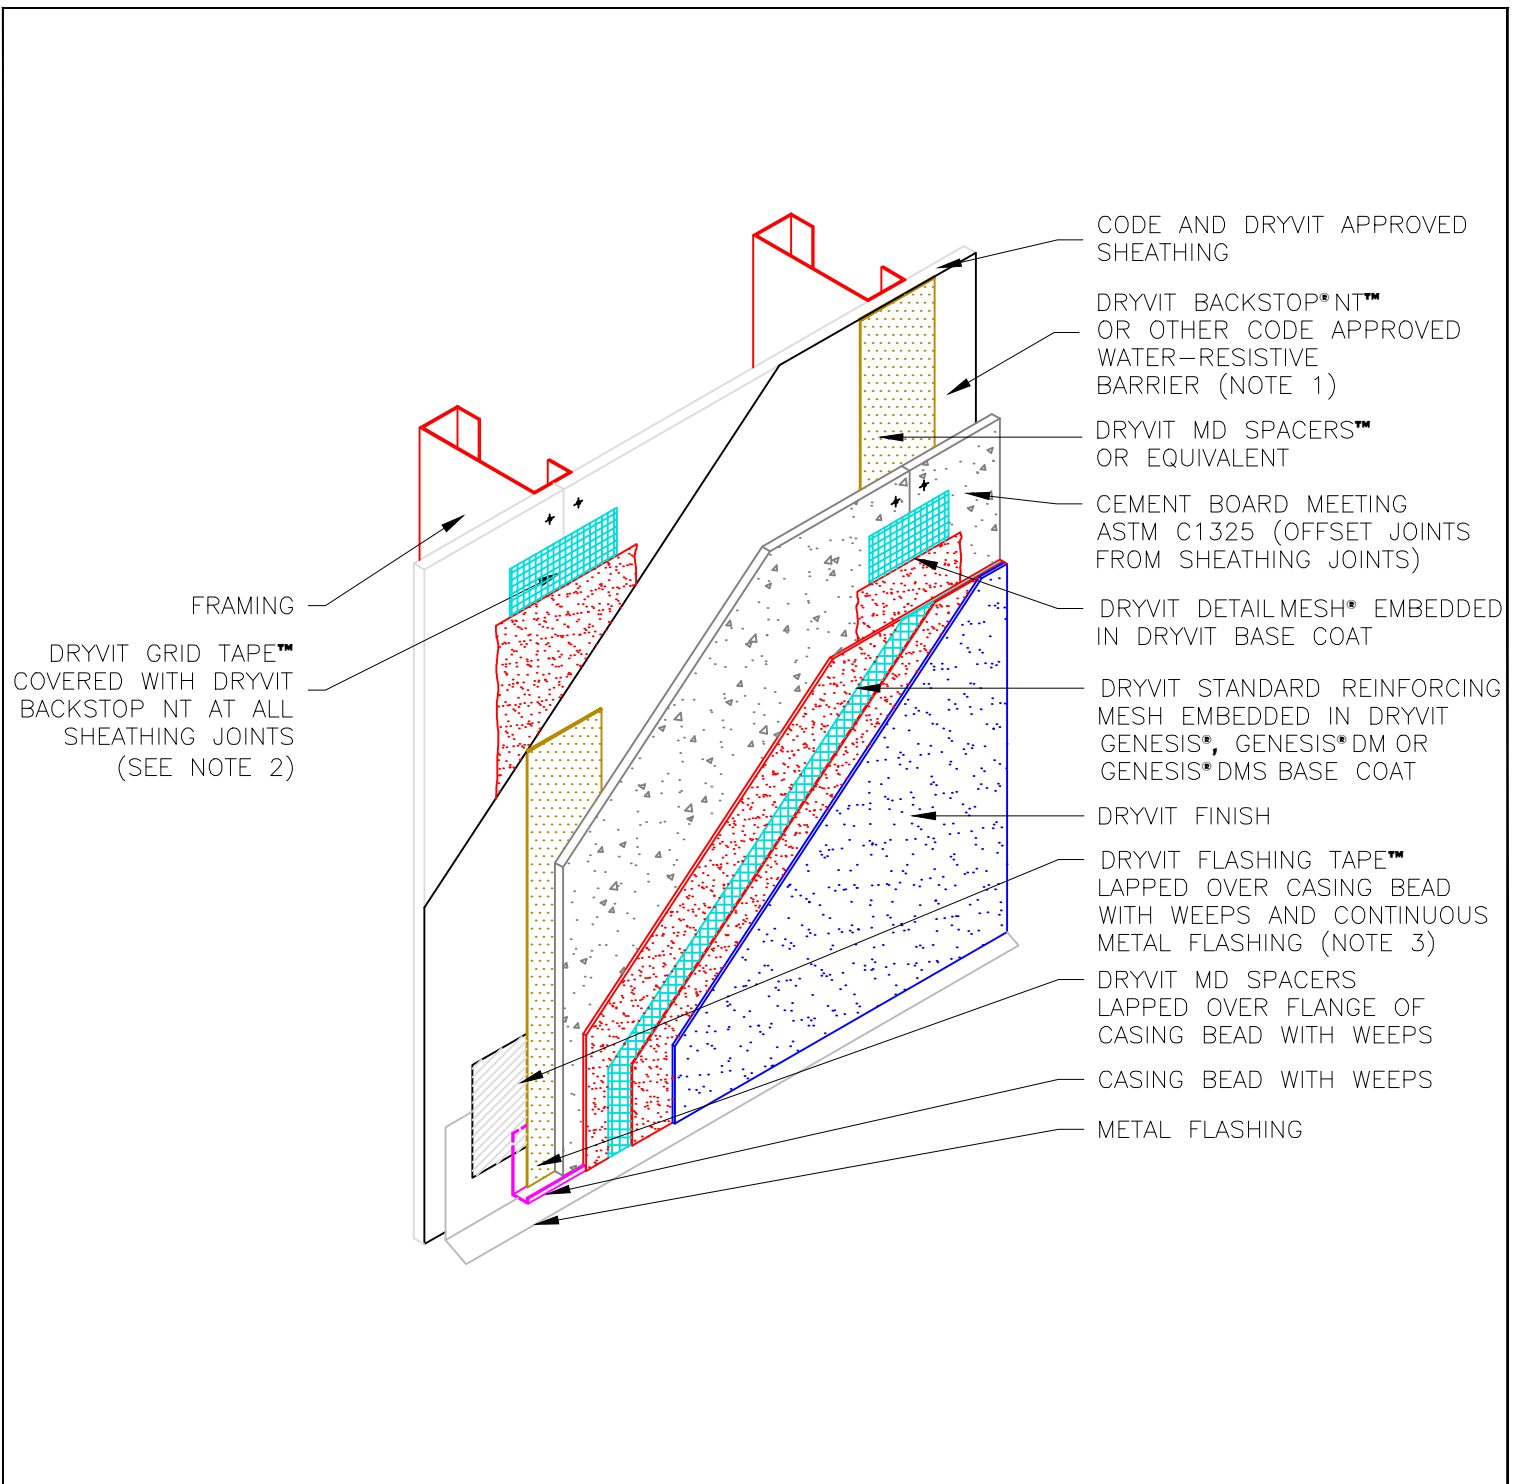 CODE AND DRYVIT APPROVED
SHEATHING
DRYVIT BACKSTOP® NT™
OR OTHER CODE APPROVED
WATER-RESISTIVE
BARRIER (NOTE 1)
DRYVIT MD SPACERS™
OR EQUIVALENT
CEMENT BOARD MEETING
ASTM C1325 (OFFSET JOINTS
FROM SHEATHING JOINTS)
DRYVIT DETAIL MESH® EMBEDDED
IN DRYVIT BASE COAT
DRYVIT STANDARD REINFORCING
MESH EMBEDDED IN DRYVIT
GENESIS®, GENESIS® DM OR
GENESIS® DMS BASE COAT
DRYVIT FINISH
DRYVIT FLASHING TAPE™
LAPPED OVER CASING BEAD
WITH WEEPS AND CONTINUOUS
METAL FLASHING (NOTE 3)
DRYVIT MD SPACERS
LAPPED OVER FLANGE OF
CASING BEAD WITH WEEPS
CASING BEAD WITH WEEPS
METAL FLASHING
FRAMING
DRYVIT GRID TAPE™
COVERED WITH DRYVIT
BACKSTOP NT AT ALL
SHEATHING JOINTS
(SEE NOTE 2)